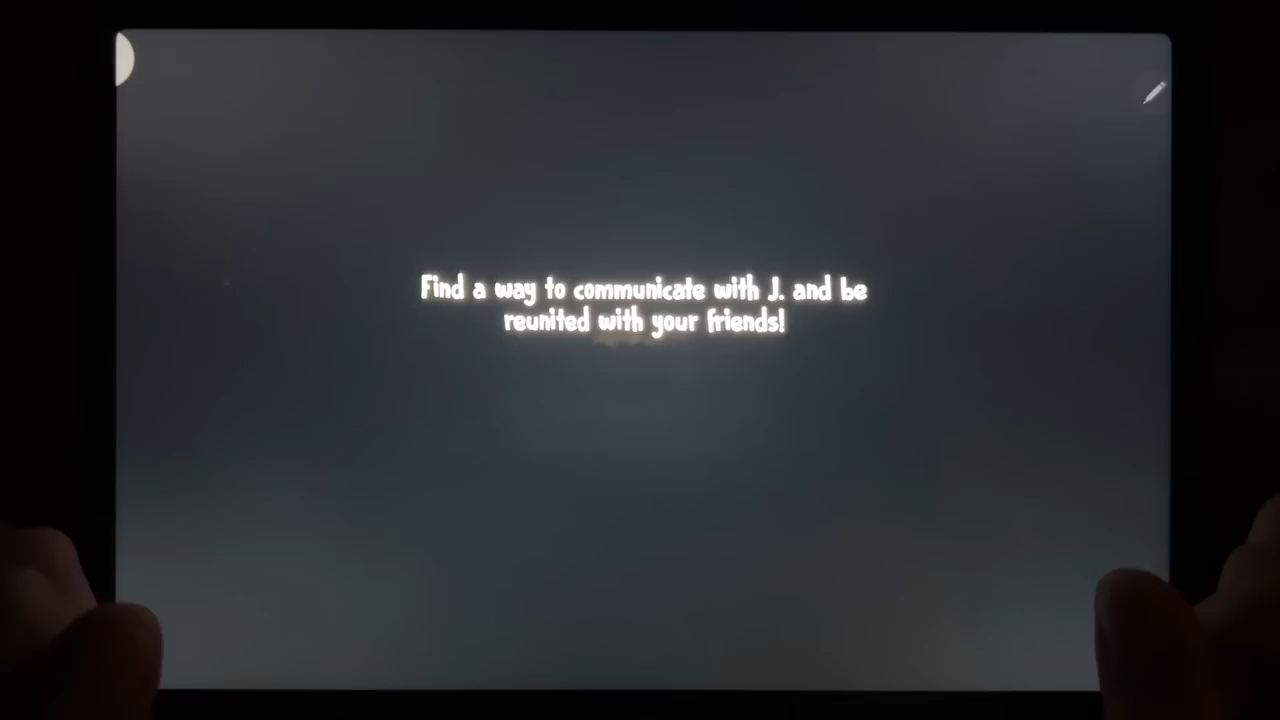 Find a way to communicate with J. and be
reunited with your friends!